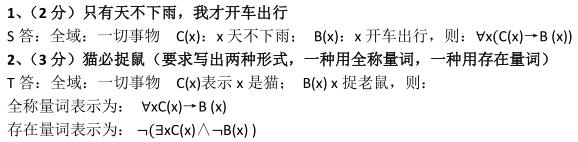 1、（2 分）只有天不下雨，我才开车出行
S 答：全域：一切事物 C(x)：x 天不下雨； B(x)：x 开车出行，则：∀x(C(x)→B (x))
2、（3 分）猫必捉鼠（要求写出两种形式，一种用全称量词，一种用存在量词）
T 答：全域：一切事物 C(x)表示 x 是猫； B(x) x 捉老鼠，则：
全称量词表示为： ∀xC(x)→B (x)
存在量词表示为：¬(∃xC(x)∧¬B(x) )